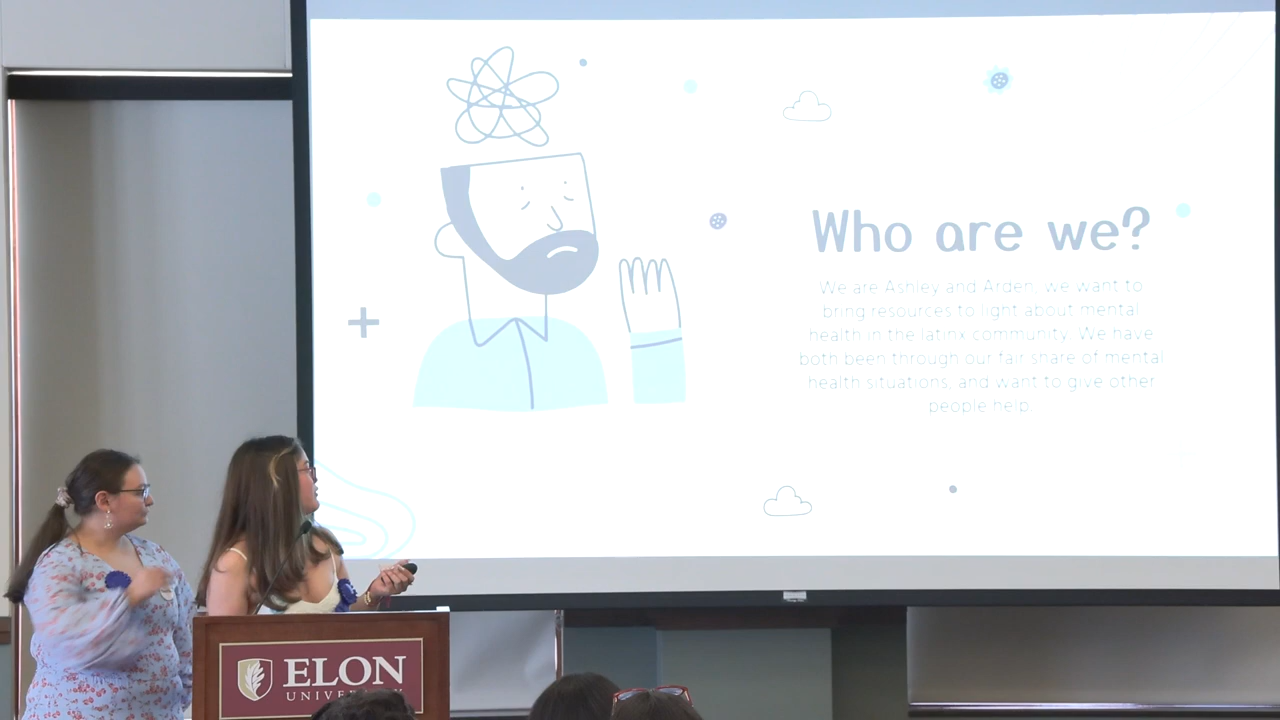 Who are we?
We are Ashley and Arden, we want to
bring resources to light about mental
health in the latinx community. We have
both been through our fair share of mental
health situations, and want to give other
people help.
ELON
UNIVERSITY